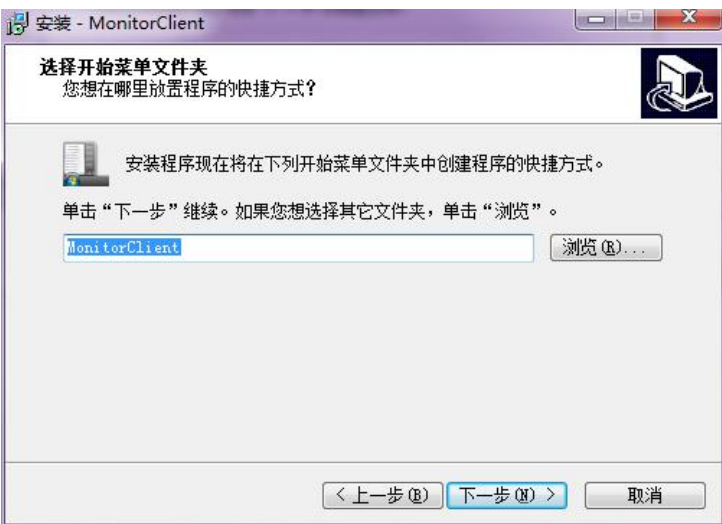 安装 - MonitorClient
选择开始菜单文件夹
您想在哪里放置程序的快捷方式?
安装程序现在将在下列开始菜单文件夹中创建程序的快捷方式。
单击“下一步”继续。如果您想选择其它文件夹，单击“浏览”。
MonitorClient
浏览(R)...
< 上一步(B)
下一步(N) >
取消